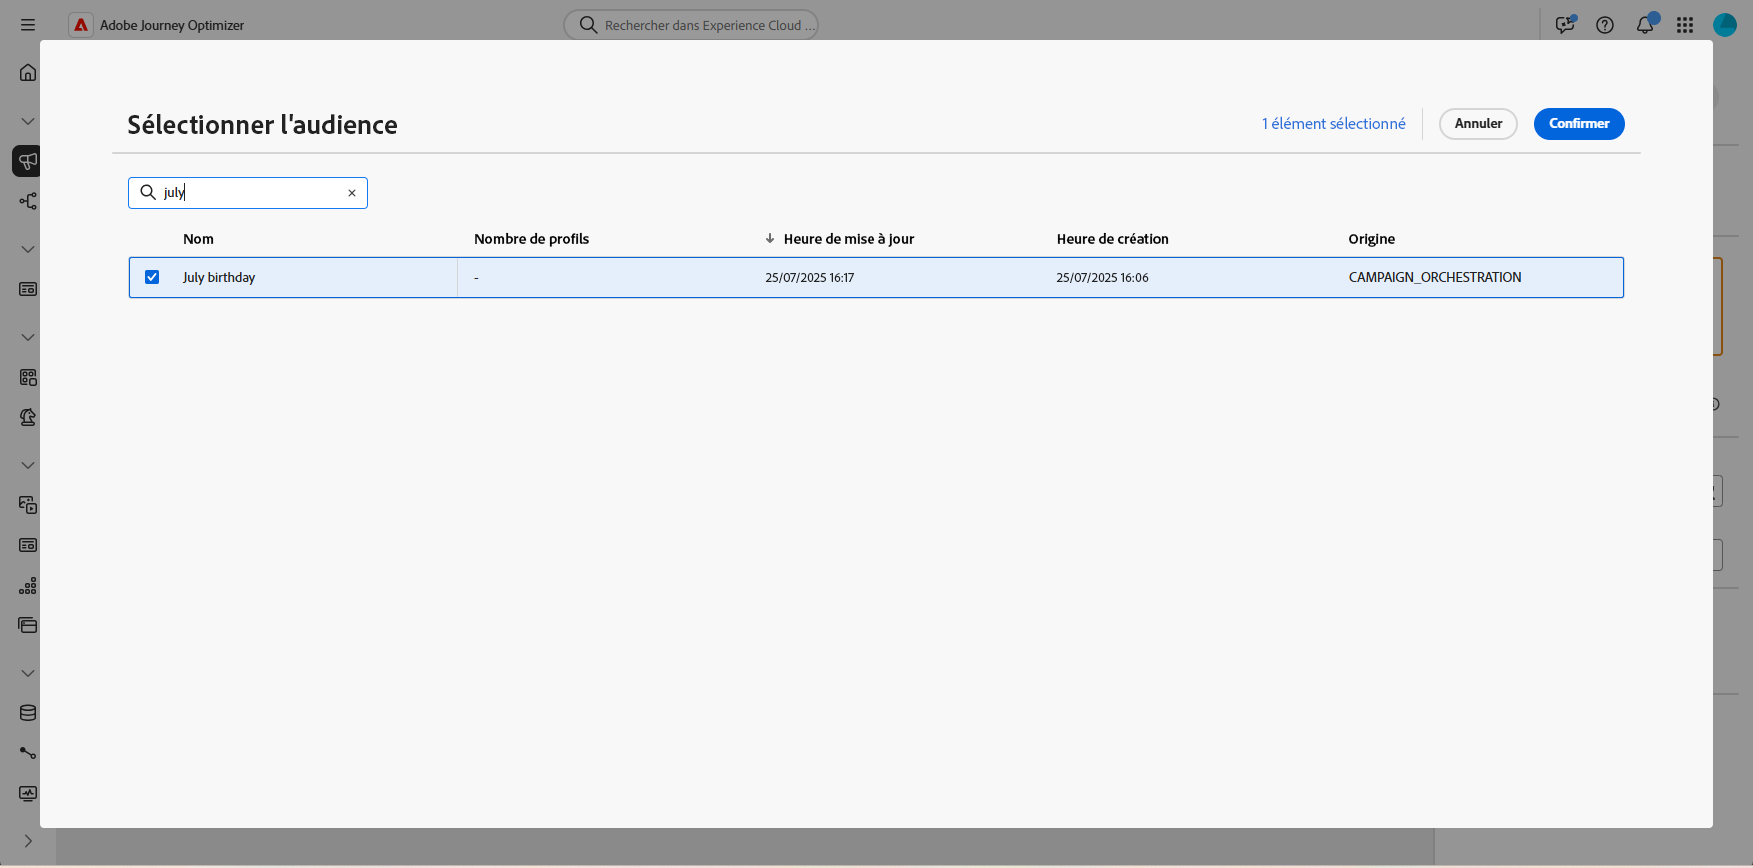 Adobe Journey Optimizer
Rechercher dans Experience Cloud ...
Sélectionner l'audience
1 élément sélectionné
Annuler
Confirmer
july
Nom
Nombre de profils
Heure de mise à jour
Heure de création
Origine
July birthday
-
25/07/2025 16:17
25/07/2025 16:06
CAMPAIGN_ORCHESTRATION